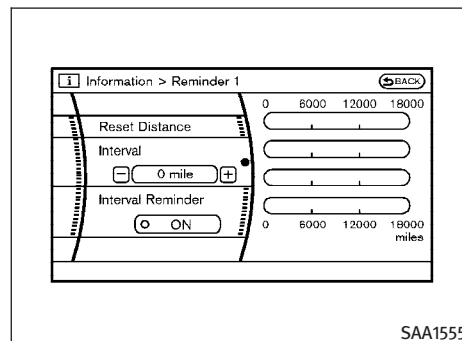 i Information > Reminder 1 BACK
0 6000 12000 18000
Reset Distance
Interval
− 0 mile +
Interval Reminder
ON
0 6000 12000 18000
miles
SAA1555